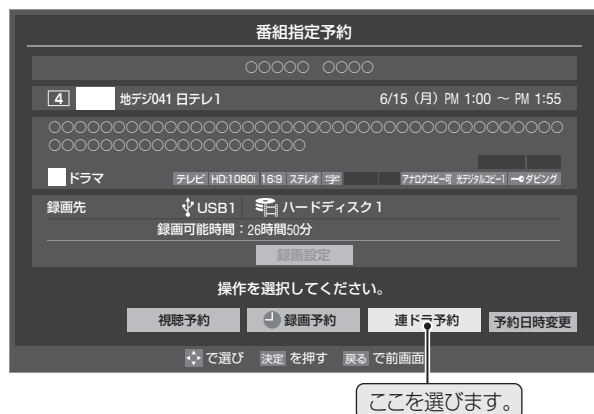 番組指定予約
○○○○○ ○○○○
4 地デジ041 日テレ1 6/15(月)PM 1:00 ～ PM 1:55
○○○○○○○○○○○○○○○○○○○○○○○○○○○○○○○○
○○○○○○○○○○○○○○○○
ドラマ テレビ HD:1080i 16:9 ステレオ 字 アナログコピー可 光デジタルコピー1 ダビング
録画先 USB1 ハードディスク1
録画可能時間：26時間50分
録画設定
操作を選択してください。
視聴予約 録画予約 連ドラ予約 予約日時変更
で選び 決定 を押す 戻る で前画面
ここを選びます。